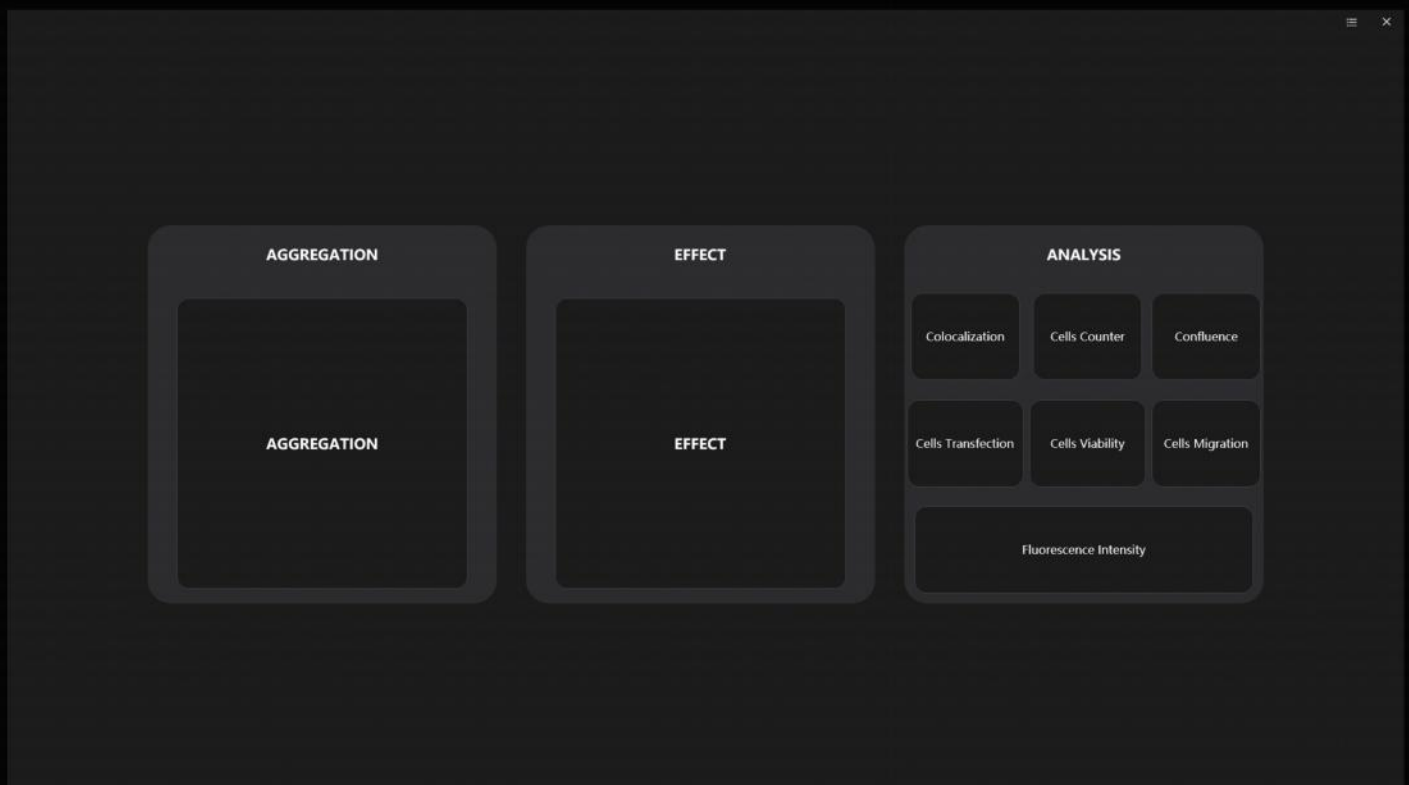 AGGREGATION
AGGREGATION
EFFECT
EFFECT
ANALYSIS
Colocalization
Cells Counter
Confluence
Cells Transfection
Cells Viability
Cells Migration
Fluorescence Intensity